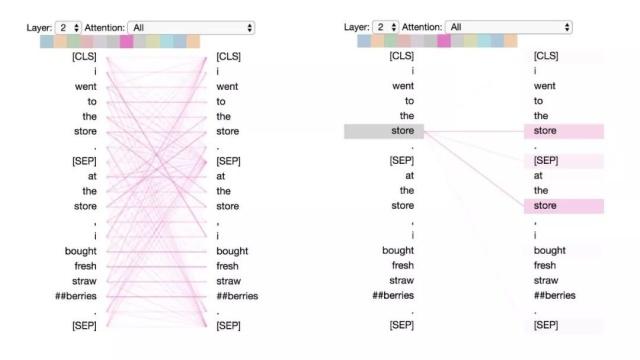 Layer: 2 Attention: All
[CLS] [CLS]
i i
went went
to to
the the
store store
. .
[SEP] [SEP]
at at
the the
store store
, ,
i i
bought bought
fresh fresh
straw straw
##berries ##berries
. .
[SEP] [SEP]
Layer: 2 Attention: All
[CLS] [CLS]
i i
went went
to to
the the
store store
. .
[SEP] [SEP]
at at
the the
store store
, ,
i i
bought bought
fresh fresh
straw straw
##berries ##berries
. .
[SEP] [SEP]